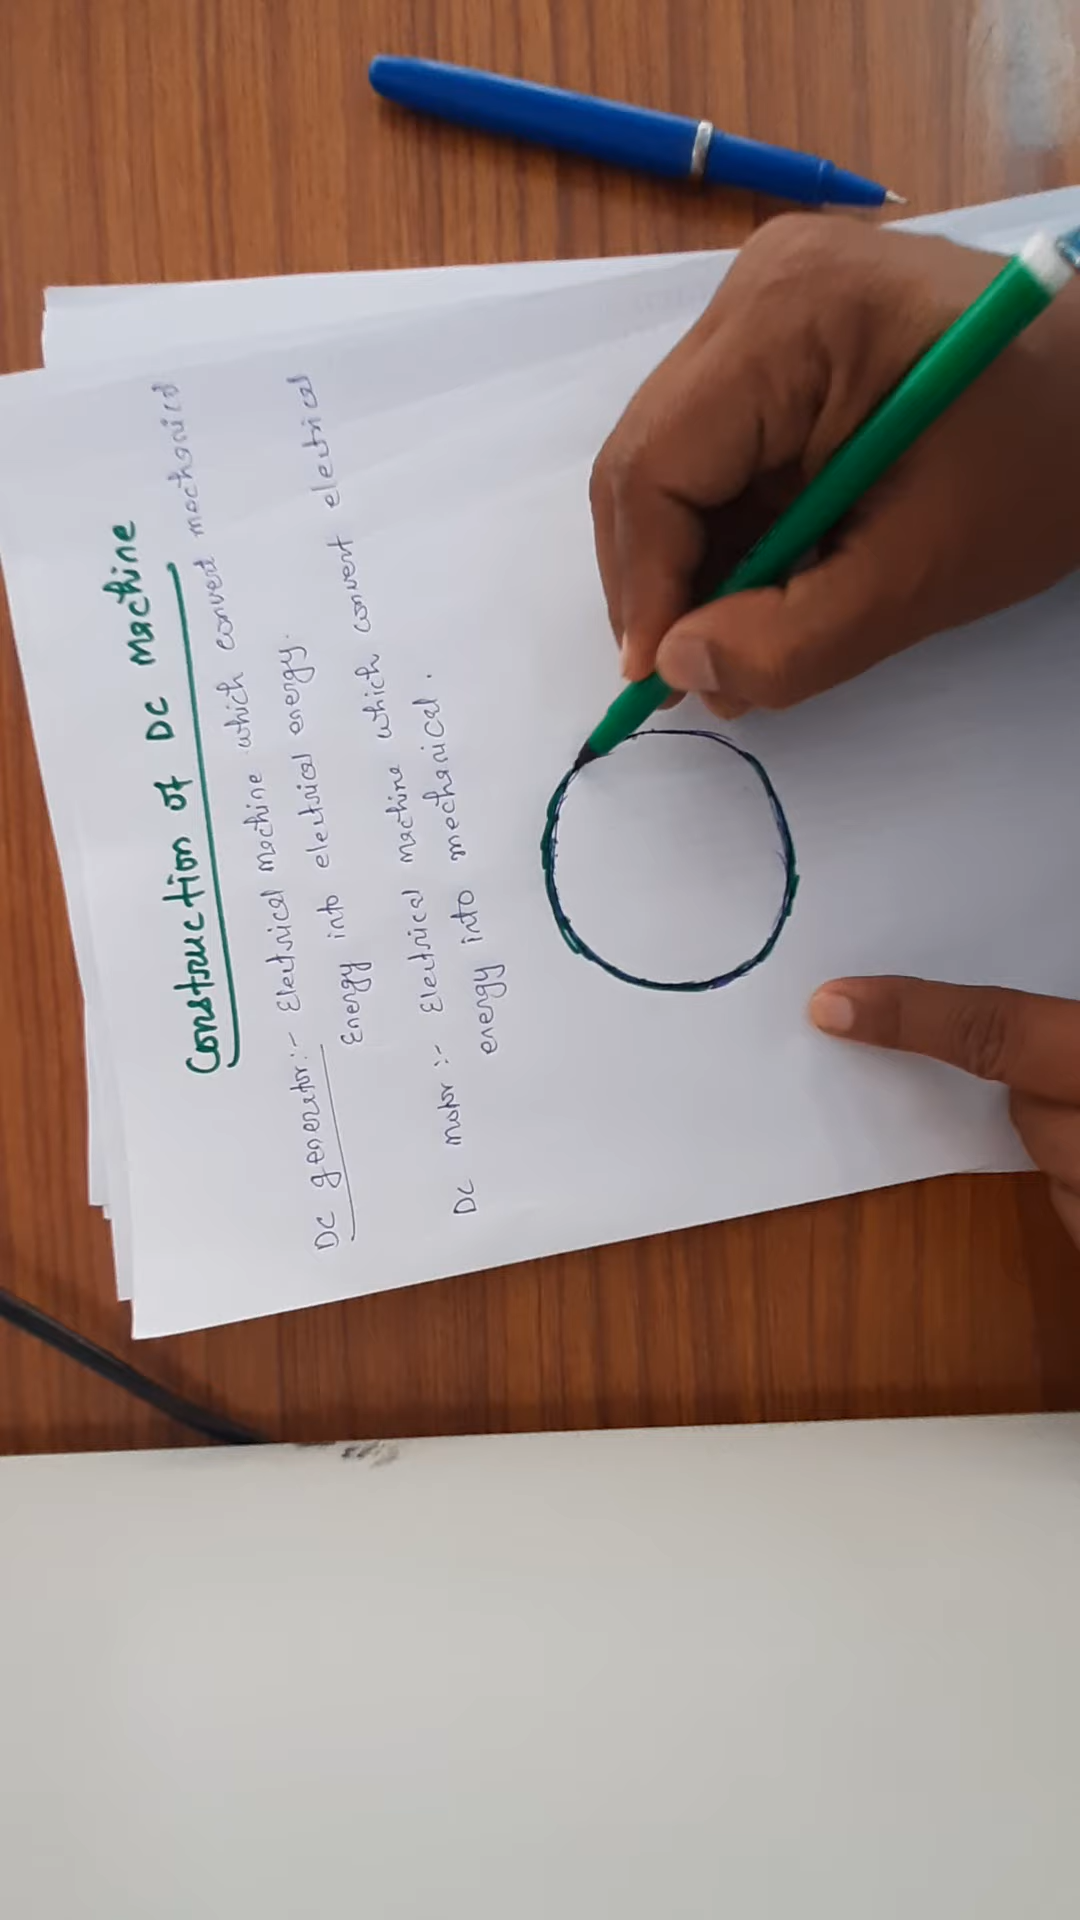 Construction of DC machine
DC generator:- Electrical machine which convert mechanical
Energy into electrical energy.
DC motor :- Electrical machine which convert electrical
energy into mechanical.